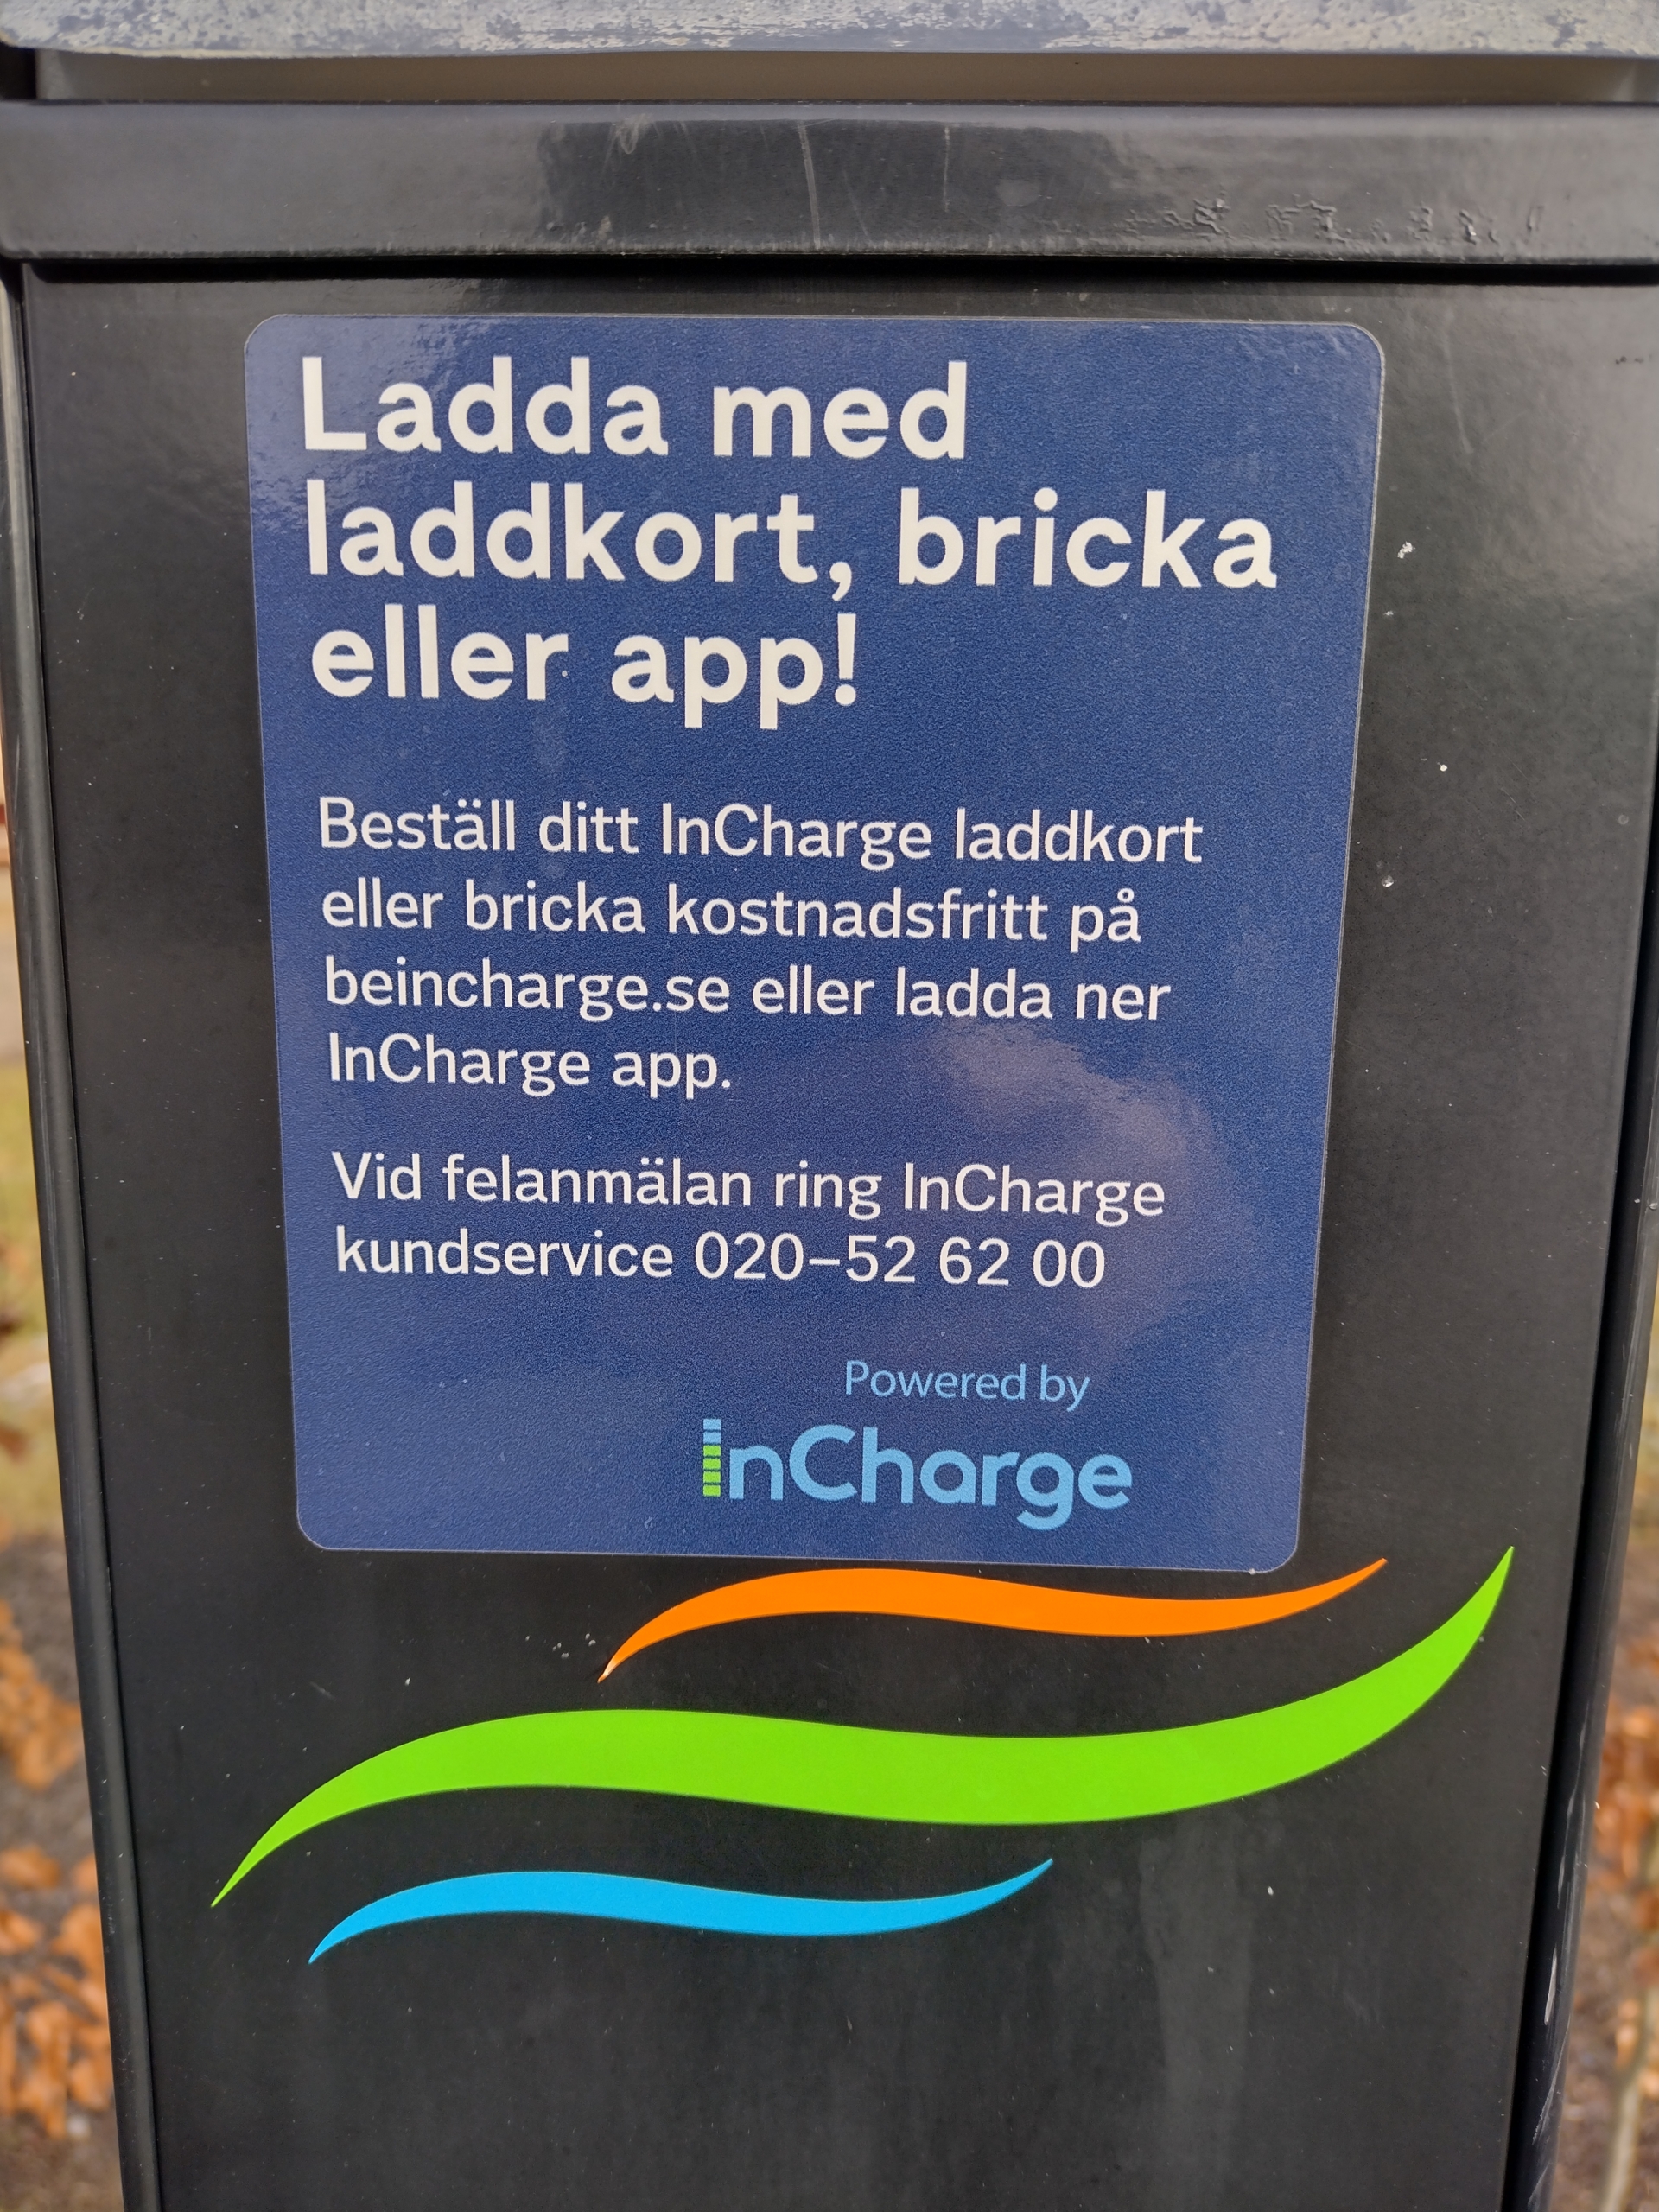 Ladda med
laddkort, bricka
eller app!
Beställ ditt InCharge laddkort
eller bricka kostnadsfritt på
beincharge.se eller ladda ner
InCharge app.
Vid felanmälan ring InCharge
kundservice 020–52 62 00
Powered by
InCharge